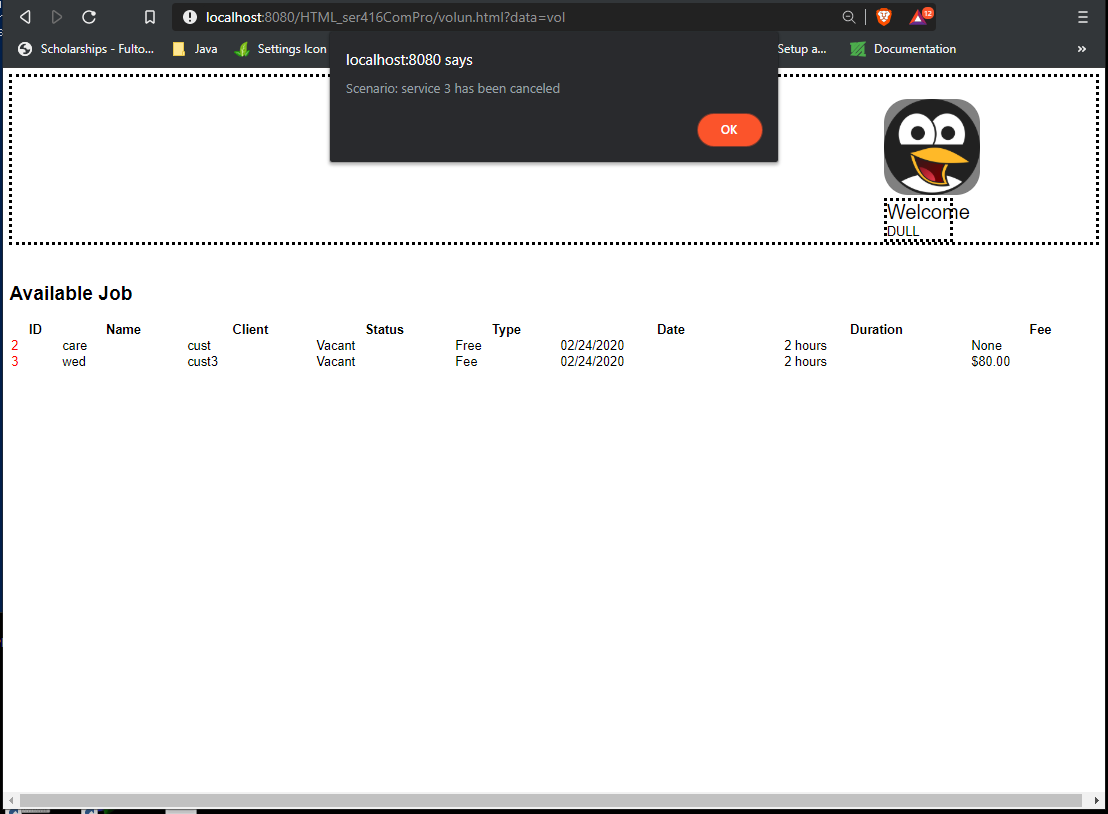 localhost:8080/HTML_ser416ComPro/volun.html?data=vol
12
Scholarships - Fulto... Java Settings Icon Setup a... Documentation »
localhost:8080 says
Scenario: service 3 has been canceled
OK
Welcome
DULL
Available Job
ID Name Client Status Type Date Duration Fee
2 care cust Vacant Free 02/24/2020 2 hours None
3 wed cust3 Vacant Fee 02/24/2020 2 hours $80.00